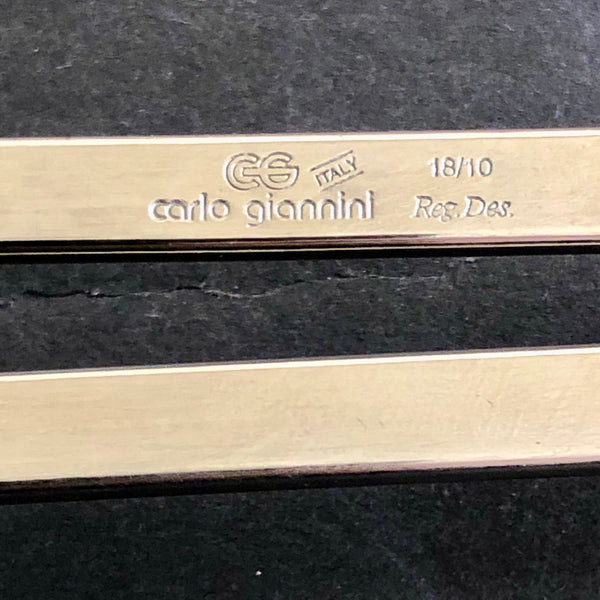 CG ITALY 18/10
carlo giannini Reg.Des.